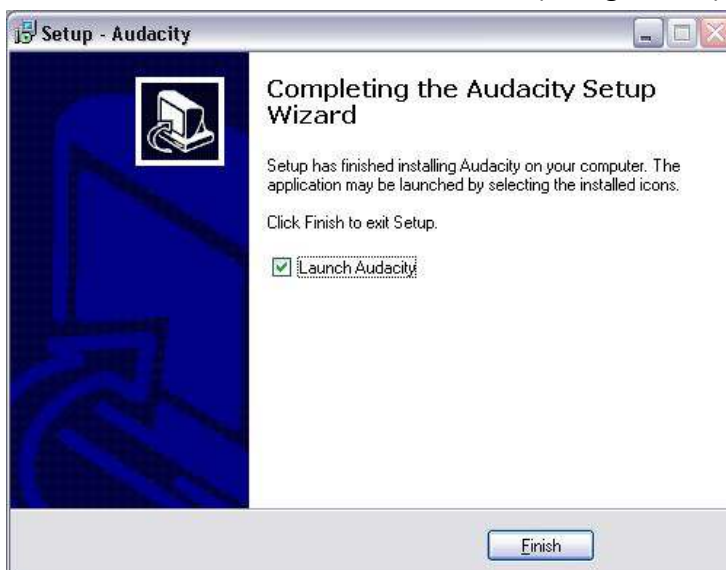 Setup - Audacity
Completing the Audacity Setup
Wizard
Setup has finished installing Audacity on your computer. The
application may be launched by selecting the installed icons.
Click Finish to exit Setup.
Launch Audacity
Finish